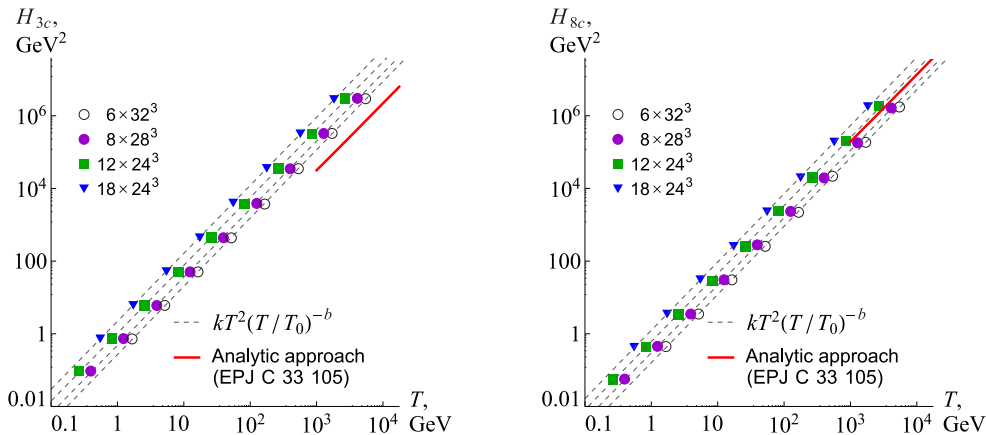 H₃c,
GeV²
10⁶
10⁴
100
1
0.01
6×32³
8×28³
12×24³
18×24³
kT²(T/T₀)⁻ᵇ
Analytic approach
(EPJ C 33 105)
0.1 1 10 10² 10³ 10⁴
T,
GeV
H₈c,
GeV²
10⁶
10⁴
100
1
0.01
6×32³
8×28³
12×24³
18×24³
kT²(T/T₀)⁻ᵇ
Analytic approach
(EPJ C 33 105)
0.1 1 10 10² 10³ 10⁴
T,
GeV